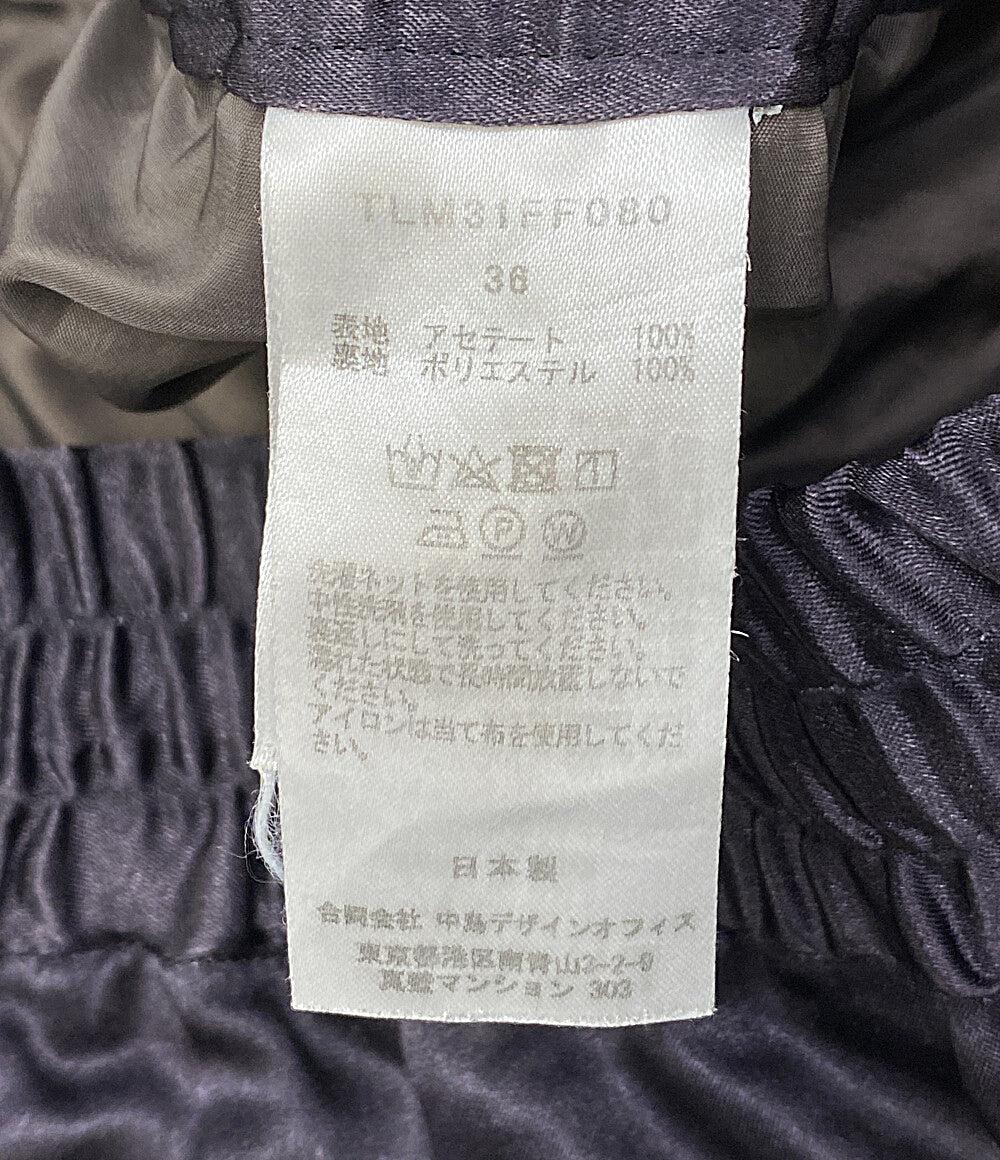 TLM31FF080
36
表地 アセテート 100%
裏地 ポリエステル 100%
洗濯ネットを使用してください。
中性洗剤を使用してください。
裏返しにして洗ってください。
濡れた状態で長時間放置しないで
ください。
アイロンは当て布を使用してくだ
さい。
日本製
合同会社 中島デザインオフィス
東京都港区南青山3-2-9
マンション 303